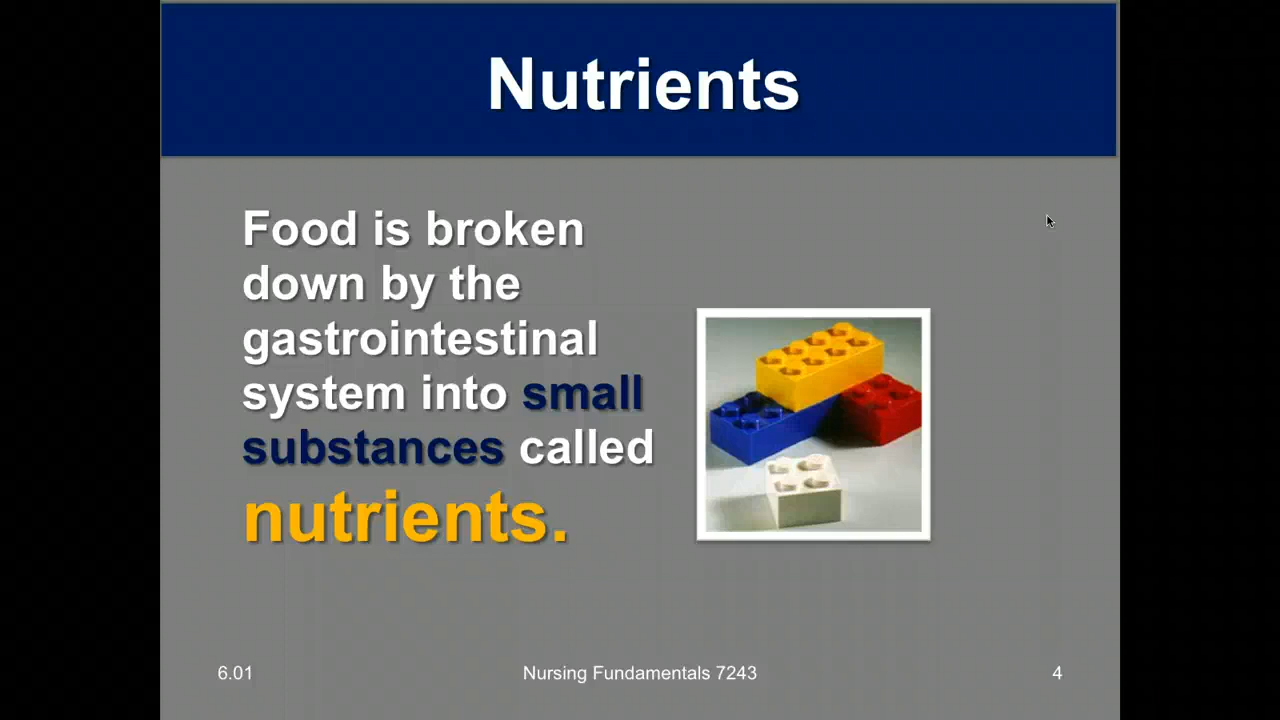 Nutrients
Food is broken
down by the
gastrointestinal
system into small
substances called
nutrients.
6.01
Nursing Fundamentals 7243
4